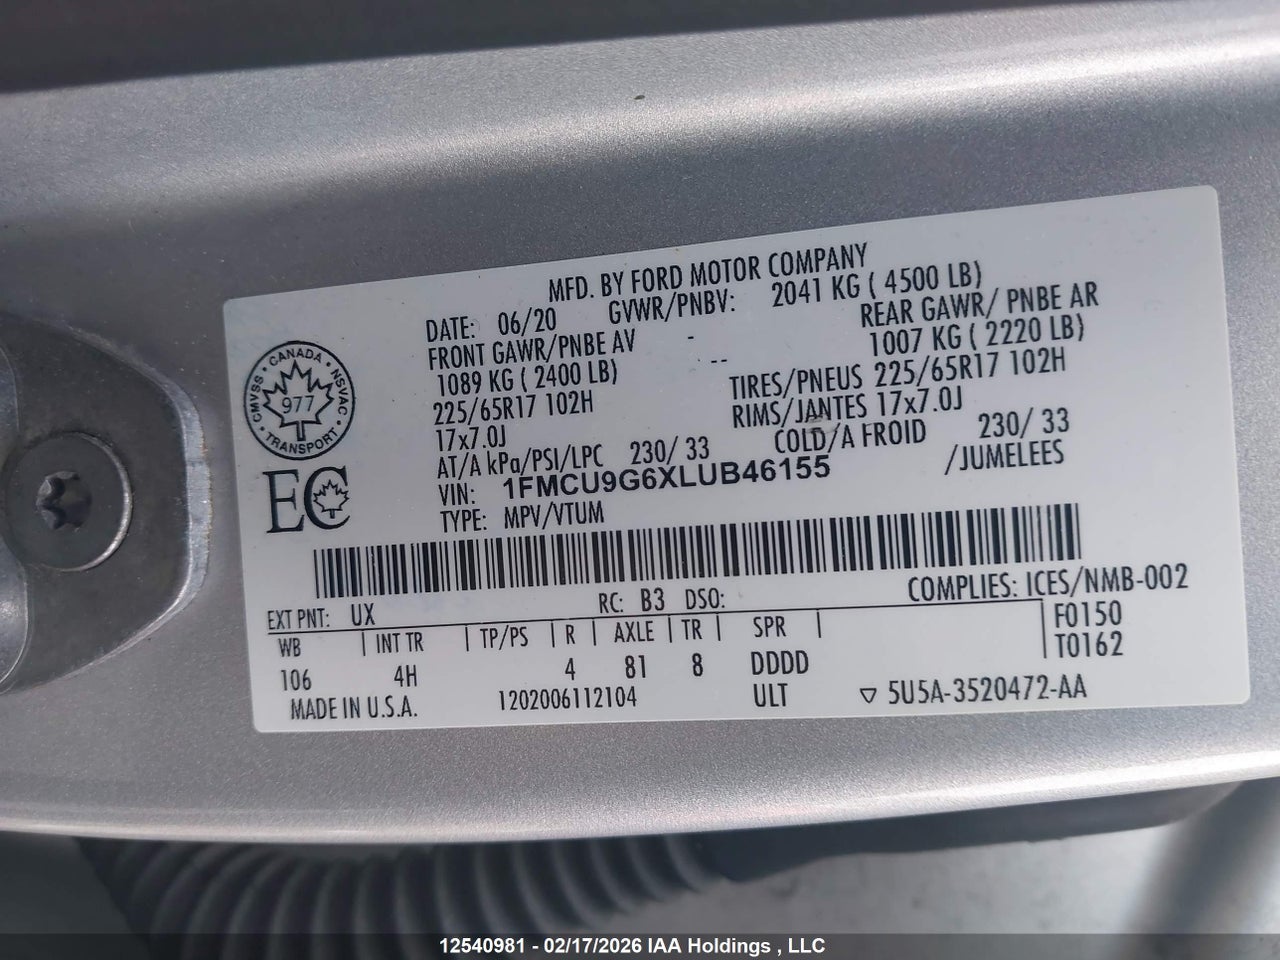 MFD. BY FORD MOTOR COMPANY
DATE: 06/20 GVWR/PNBV: 2041 KG ( 4500 LB)
FRONT GAWR/PNBE AV - REAR GAWR/ PNBE AR
1089 KG ( 2400 LB) -- 1007 KG ( 2220 LB)
225/65R17 102H TIRES/PNEUS 225/65R17 102H
17x7.0J RIMS/JANTES 17x7.0J
AT/A kPa/PSI/LPC 230/ 33 COLD/A FROID 230/ 33
VIN: 1FMCU9G6XLUB46155 /JUMELEES
TYPE: MPV/VTUM
CANADA
CMVSS NSVAC
977
TRANSPORT
EC
COMPLIES: ICES/NMB-002
EXT PNT: UX RC: B3 DSO:
WB | INT TR | TP/PS | R | AXLE | TR | SPR | F0150
T0162
106 4H 4 81 8 DDDD
MADE IN U.S.A. 1202006112104 ULT ▽ 5U5A-3520472-AA
12540981 - 02/17/2026 IAA Holdings , LLC